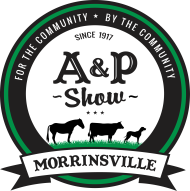 FOR THE COMMUNITY • BY THE COMMUNITY
SINCE 1917
A&P
~Show~
MORRINSVILLE